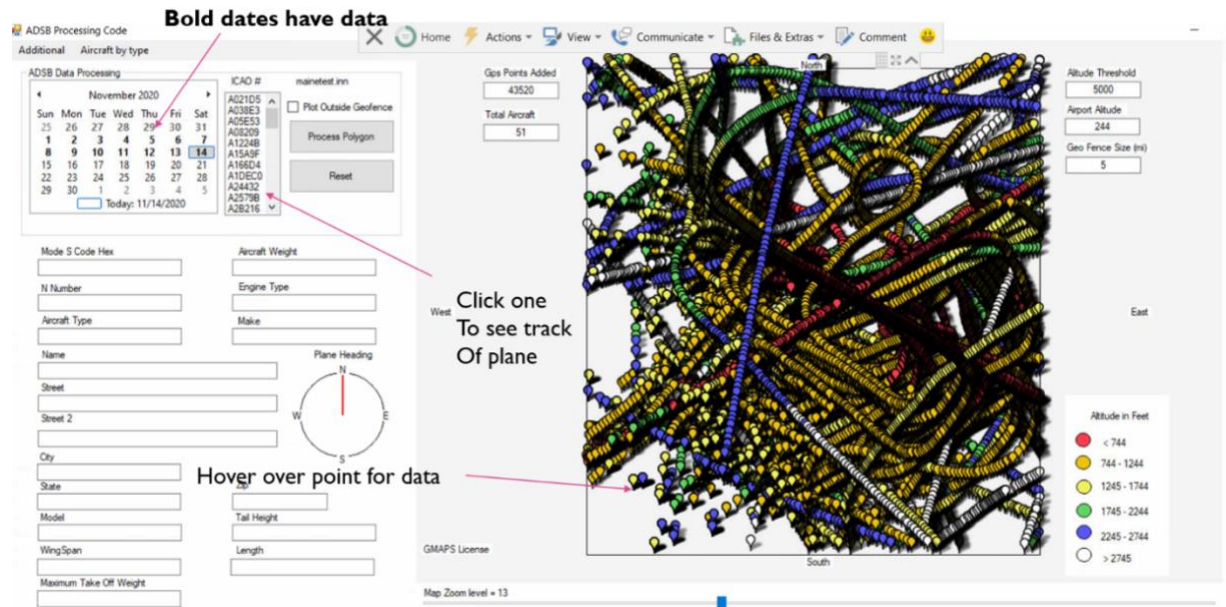 Bold dates have data
ADSB Processing Code
Home Actions View Communicate Files & Extras Comment
Additional Aircraft by type
ADSB Data Processing
November 2020
Sun Mon Tue Wed Thu Fri Sat
25 26 27 28 29 30 31
1 2 3 4 5 6 7
8 9 10 11 12 13 14
15 16 17 18 19 20 21
22 23 24 25 26 27 28
29 30 1 2 3 4 5
Today: 11/14/2020
ICAO #
A021D5
A038E3
A05E53
A08209
A1224B
A15A9F
A166D4
A1DEC0
A24432
A2579B
A2B216
mainetest.inn
Plot Outside Geofence
Process Polygon
Reset
Gps Points Added
43520
Total Aircraft
51
North
Altitude Threshold
5000
Airport Altitude
244
Geo Fence Size (mi)
5
Mode S Code Hex
Aircraft Weight
N Number
Engine Type
Aircraft Type
Make
Name
Plane Heading
N
W E
S
Street
Street 2
City
State
Zip
Model
Tail Height
WingSpan
Length
Maximum Take Off Weight
West
Click one
To see track
Of plane
Hover over point for data
East
Altitude in Feet
< 744
744 - 1244
1245 - 1744
1745 - 2244
2245 - 2744
> 2745
GMAPS License
South
Map Zoom level = 13